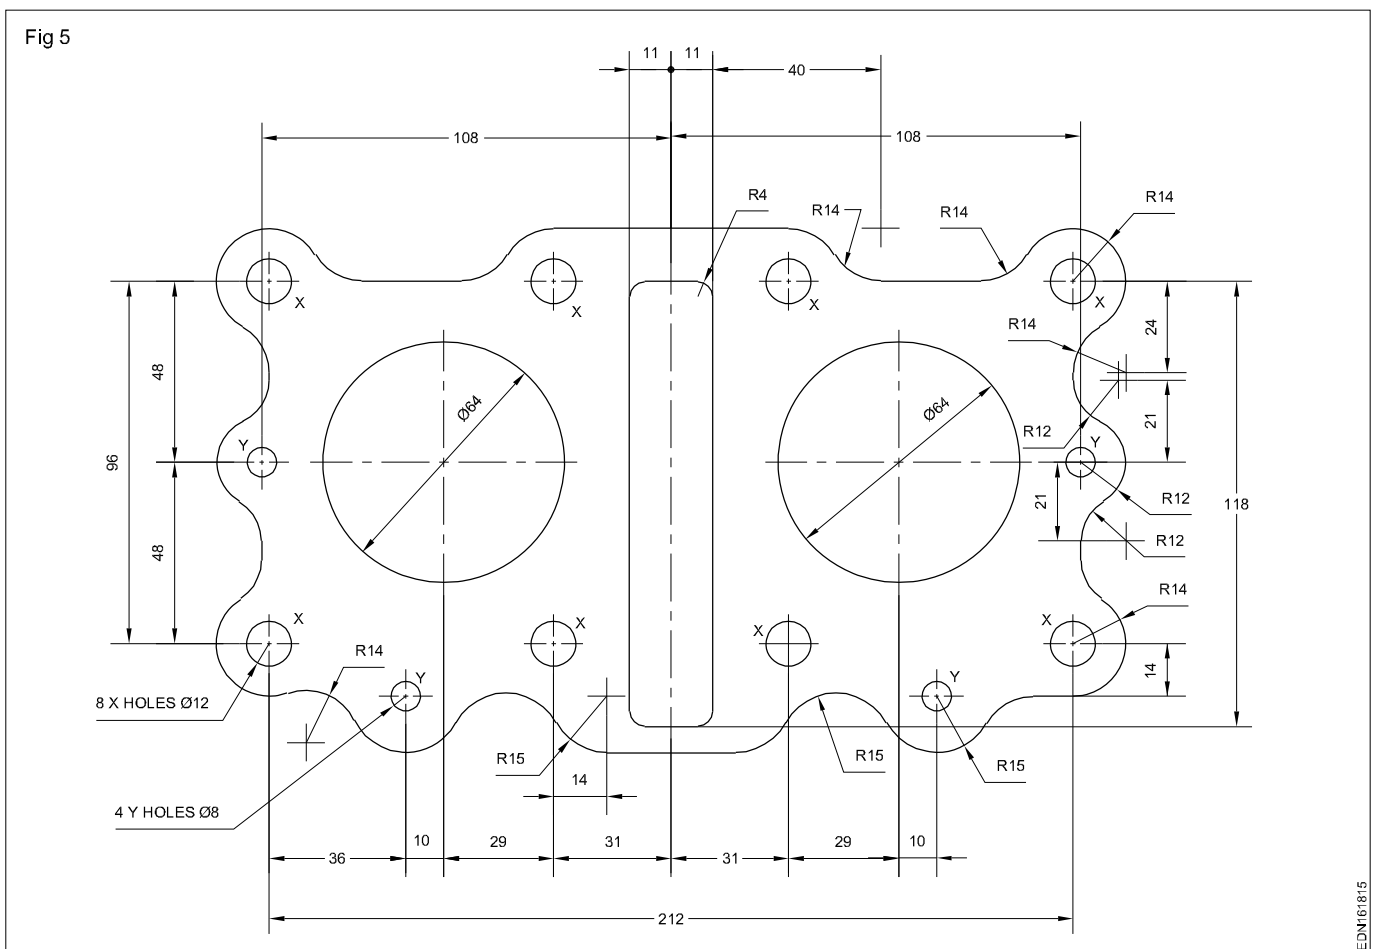 Fig 5
11
11
40
108
108
R4
R14
R14
R14
X
X
X
X
R14
24
48
Ø64
Ø64
21
R12
Y
Y
96
21
R12
118
R12
48
R14
X
X
X
X
R14
14
Y
Y
8 X HOLES Ø12
R15
R15
R15
14
4 Y HOLES Ø8
10
29
31
31
29
10
36
212
EDN161815